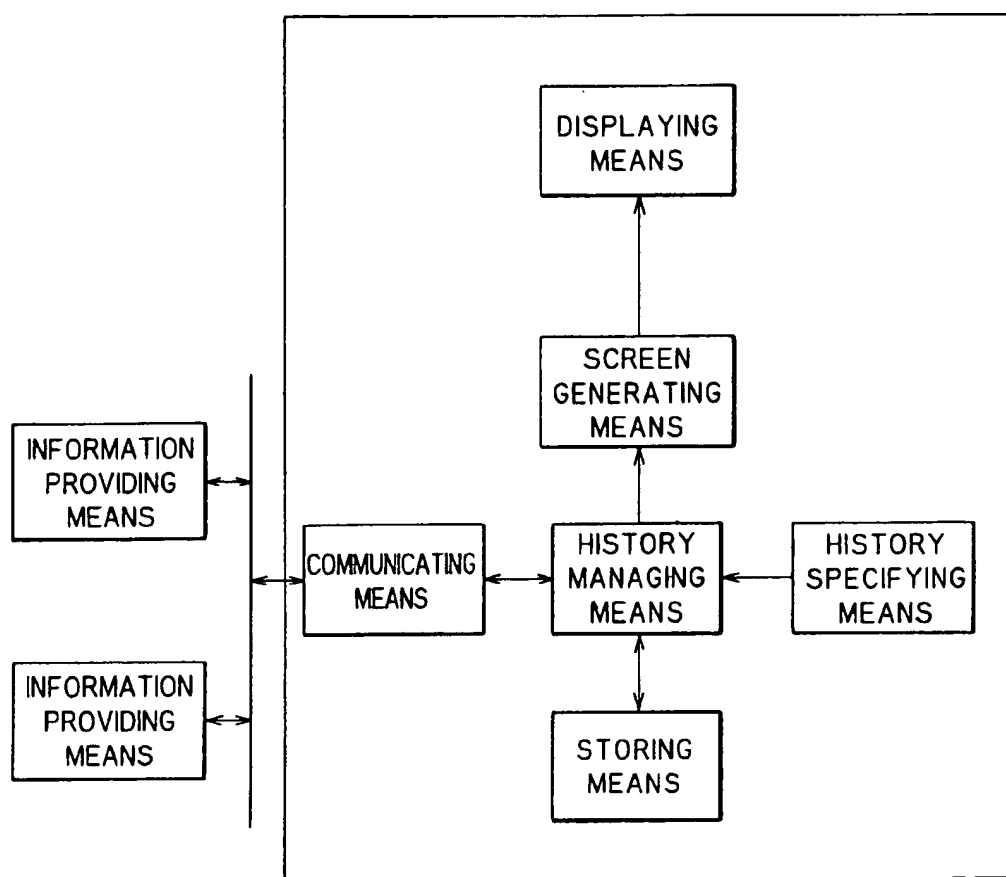 DISPLAYING
MEANS
SCREEN
GENERATING
MEANS
INFORMATION
PROVIDING
MEANS
COMMUNICATING
MEANS
HISTORY
MANAGING
MEANS
HISTORY
SPECIFYING
MEANS
INFORMATION
PROVIDING
MEANS
STORING
MEANS